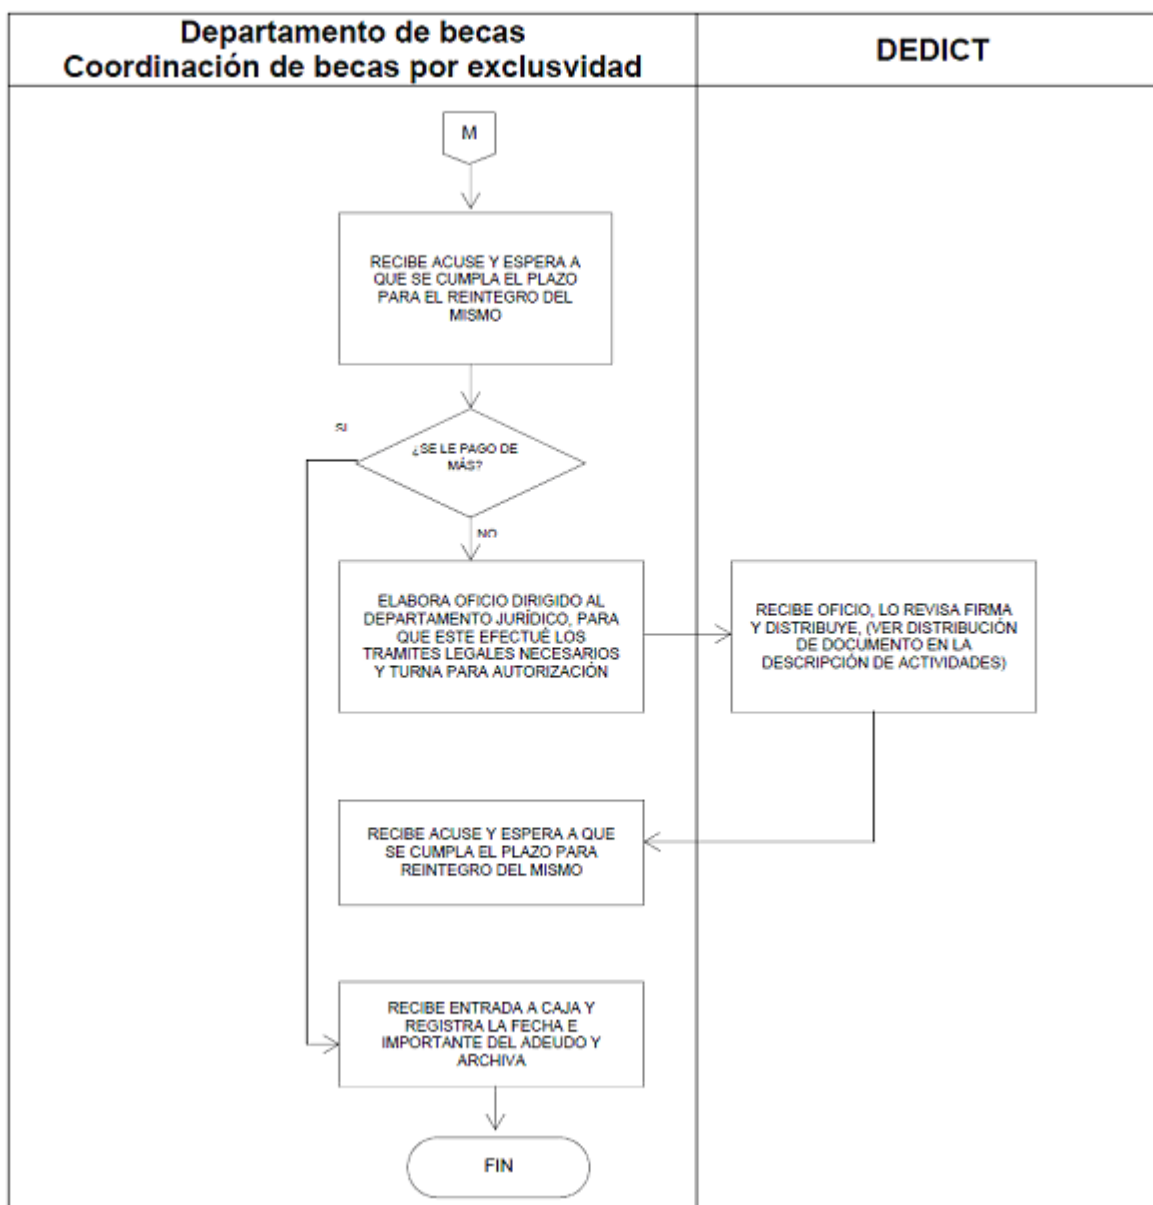 Departamento de becas
Coordinación de becas por exclusvidad
DEDICT
M
RECIBE ACUSE Y ESPERA A
QUE SE CUMPLA EL PLAZO
PARA EL REINTEGRO DEL
MISMO
SI
¿SE LE PAGO DE
MÁS?
NO
ELABORA OFICIO DIRIGIDO AL
DEPARTAMENTO JURÍDICO, PARA
QUE ESTE EFECTUÉ LOS
TRAMITES LEGALES NECESARIOS
Y TURNA PARA AUTORIZACIÓN
RECIBE OFICIO, LO REVISA FIRMA
Y DISTRIBUYE, (VER DISTRIBUCIÓN
DE DOCUMENTO EN LA
DESCRIPCIÓN DE ACTIVIDADES)
RECIBE ACUSE Y ESPERA A QUE
SE CUMPLA EL PLAZO PARA
REINTEGRO DEL MISMO
RECIBE ENTRADA A CAJA Y
REGISTRA LA FECHA E
IMPORTANTE DEL ADEUDO Y
ARCHIVA
FIN